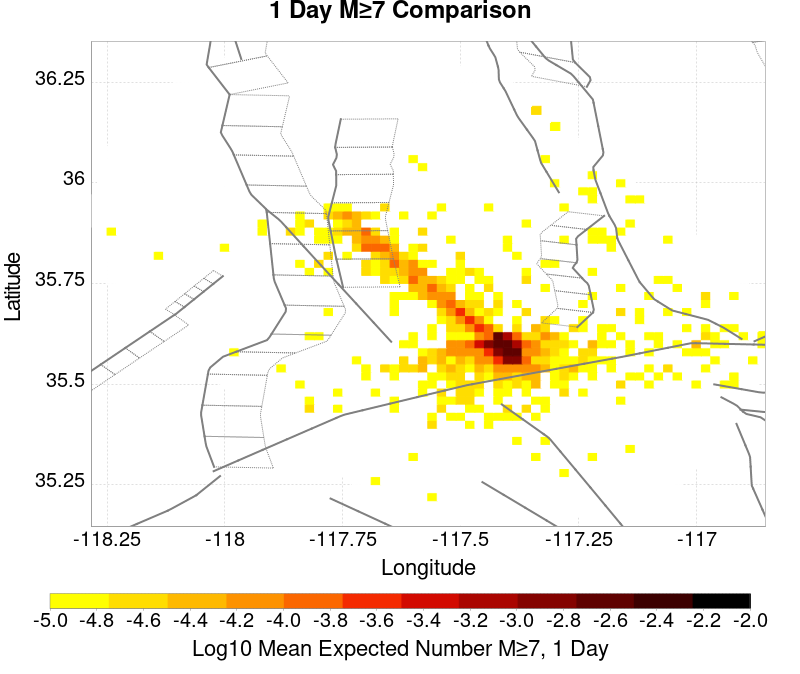 1 Day M≥7 Comparison
36.25
36
35.75
35.5
35.25
Latitude
-118.25 -118 -117.75 -117.5 -117.25 -117
Longitude
-5.0 -4.8 -4.6 -4.4 -4.2 -4.0 -3.8 -3.6 -3.4 -3.2 -3.0 -2.8 -2.6 -2.4 -2.2 -2.0
Log10 Mean Expected Number M≥7, 1 Day